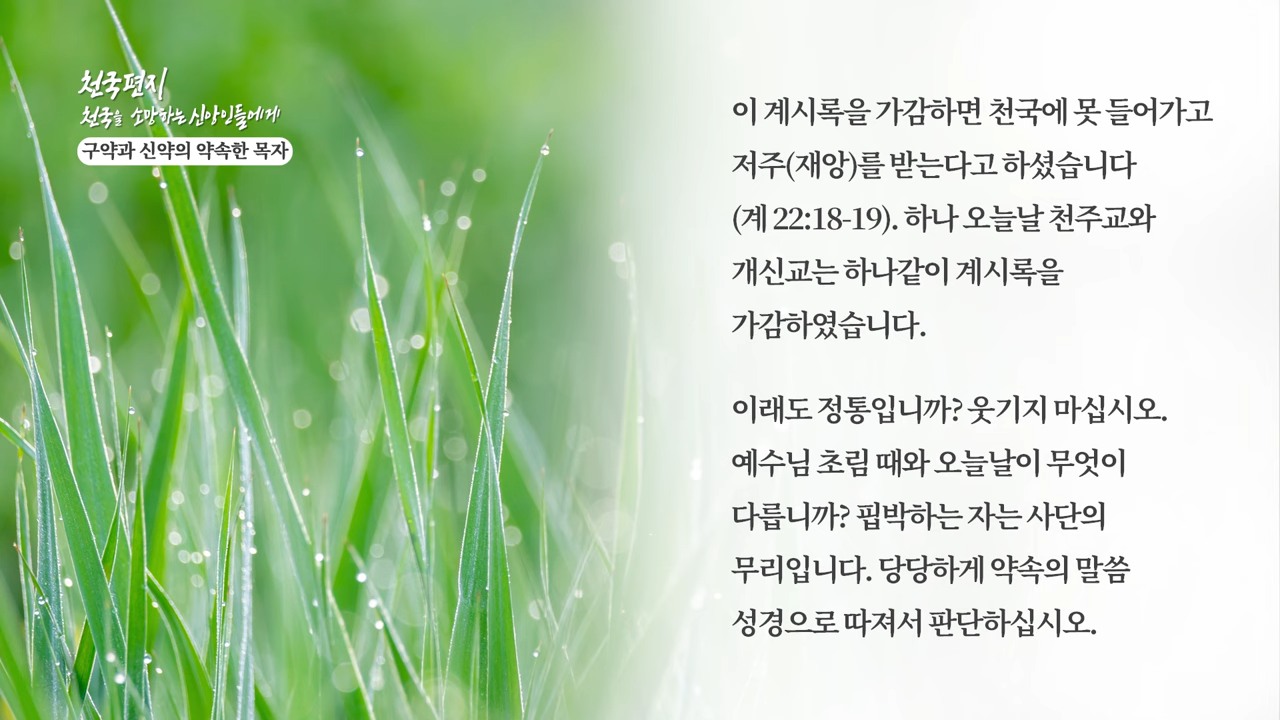 천국편지
천국을 소망하는 신앙인들에게
구약과 신약의 약속한 목자
이 계시록을 가감하면 천국에 못 들어가고
저주(재앙)를 받는다고 하셨습니다
(계 22:18-19). 하나 오늘날 천주교와
개신교는 하나같이 계시록을
가감하였습니다.
이래도 정통입니까? 웃기지 마십시오.
예수님 초림 때와 오늘날이 무엇이
다릅니까? 핍박하는 자는 사단의
무리입니다. 당당하게 약속의 말씀
성경으로 따져서 판단하십시오.